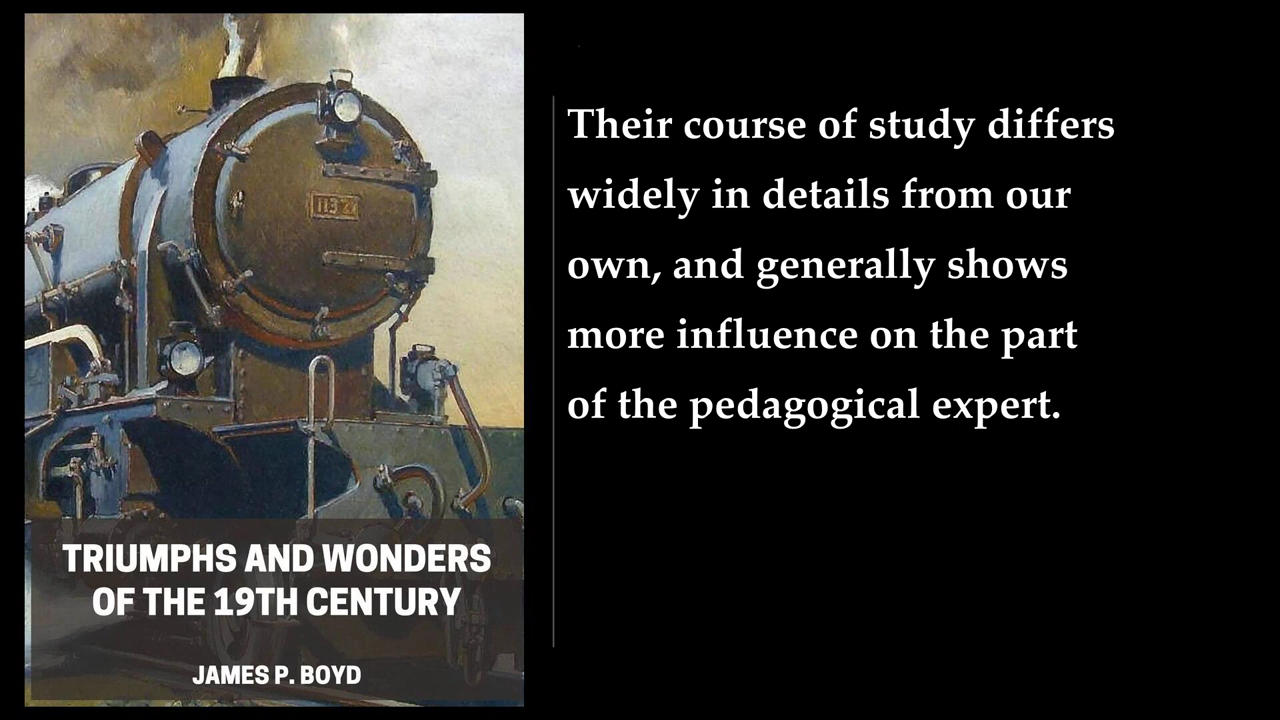 Their course of study differs
widely in details from our
own, and generally shows
more influence on the part
of the pedagogical expert.
TRIUMPHS AND WONDERS
OF THE 19TH CENTURY
JAMES P. BOYD